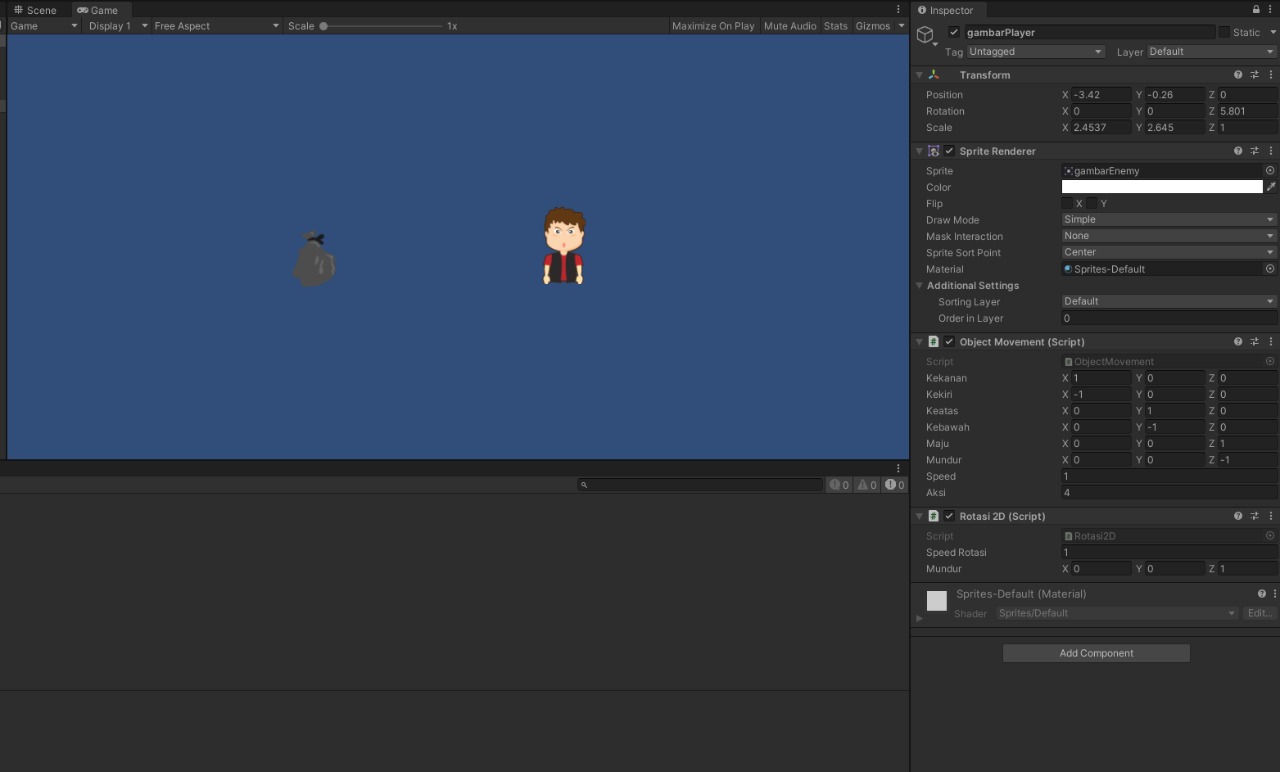 Scene Game
Game Display 1 Free Aspect Scale 1x Maximize On Play Mute Audio Stats Gizmos
0 0 0
Inspector
gambarPlayer Static
Tag Untagged Layer Default
Transform
Position X -3.42 Y -0.26 Z 0
Rotation X 0 Y 0 Z 5.801
Scale X 2.4537 Y 2.645 Z 1
Sprite Renderer
Sprite gambarEnemy
Color
Flip X Y
Draw Mode Simple
Mask Interaction None
Sprite Sort Point Center
Material Sprites-Default
Additional Settings
Sorting Layer Default
Order in Layer 0
# Object Movement (Script)
Script ObjectMovement
Kekanan X 1 Y 0 Z 0
Kekiri X -1 Y 0 Z 0
Keatas X 0 Y 1 Z 0
Kebawah X 0 Y -1 Z 0
Maju X 0 Y 0 Z 1
Mundur X 0 Y 0 Z -1
Speed 1
Aksi 4
# Rotasi 2D (Script)
Script Rotasi2D
Speed Rotasi 1
Mundur X 0 Y 0 Z 1
Sprites-Default (Material)
Shader Sprites/Default Edit...
Add Component